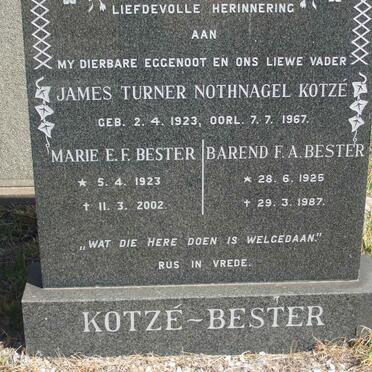 LIEFDEVOLLE HERINNERING
AAN
MY DIERBARE EGGENOOT EN ONS LIEWE VADER
JAMES TURNER NOTHNAGEL KOTZÉ
GEB. 2. 4. 1923, OORL. 7. 7. 1967.
MARIE E. F. BESTER
* 5. 4. 1923
† 11. 3. 2002.
BAREND F. A. BESTER
* 28. 6. 1925
† 29. 3. 1987.
„WAT DIE HERE DOEN IS WELGEDAAN."
RUS IN VREDE.
KOTZÉ~BESTER